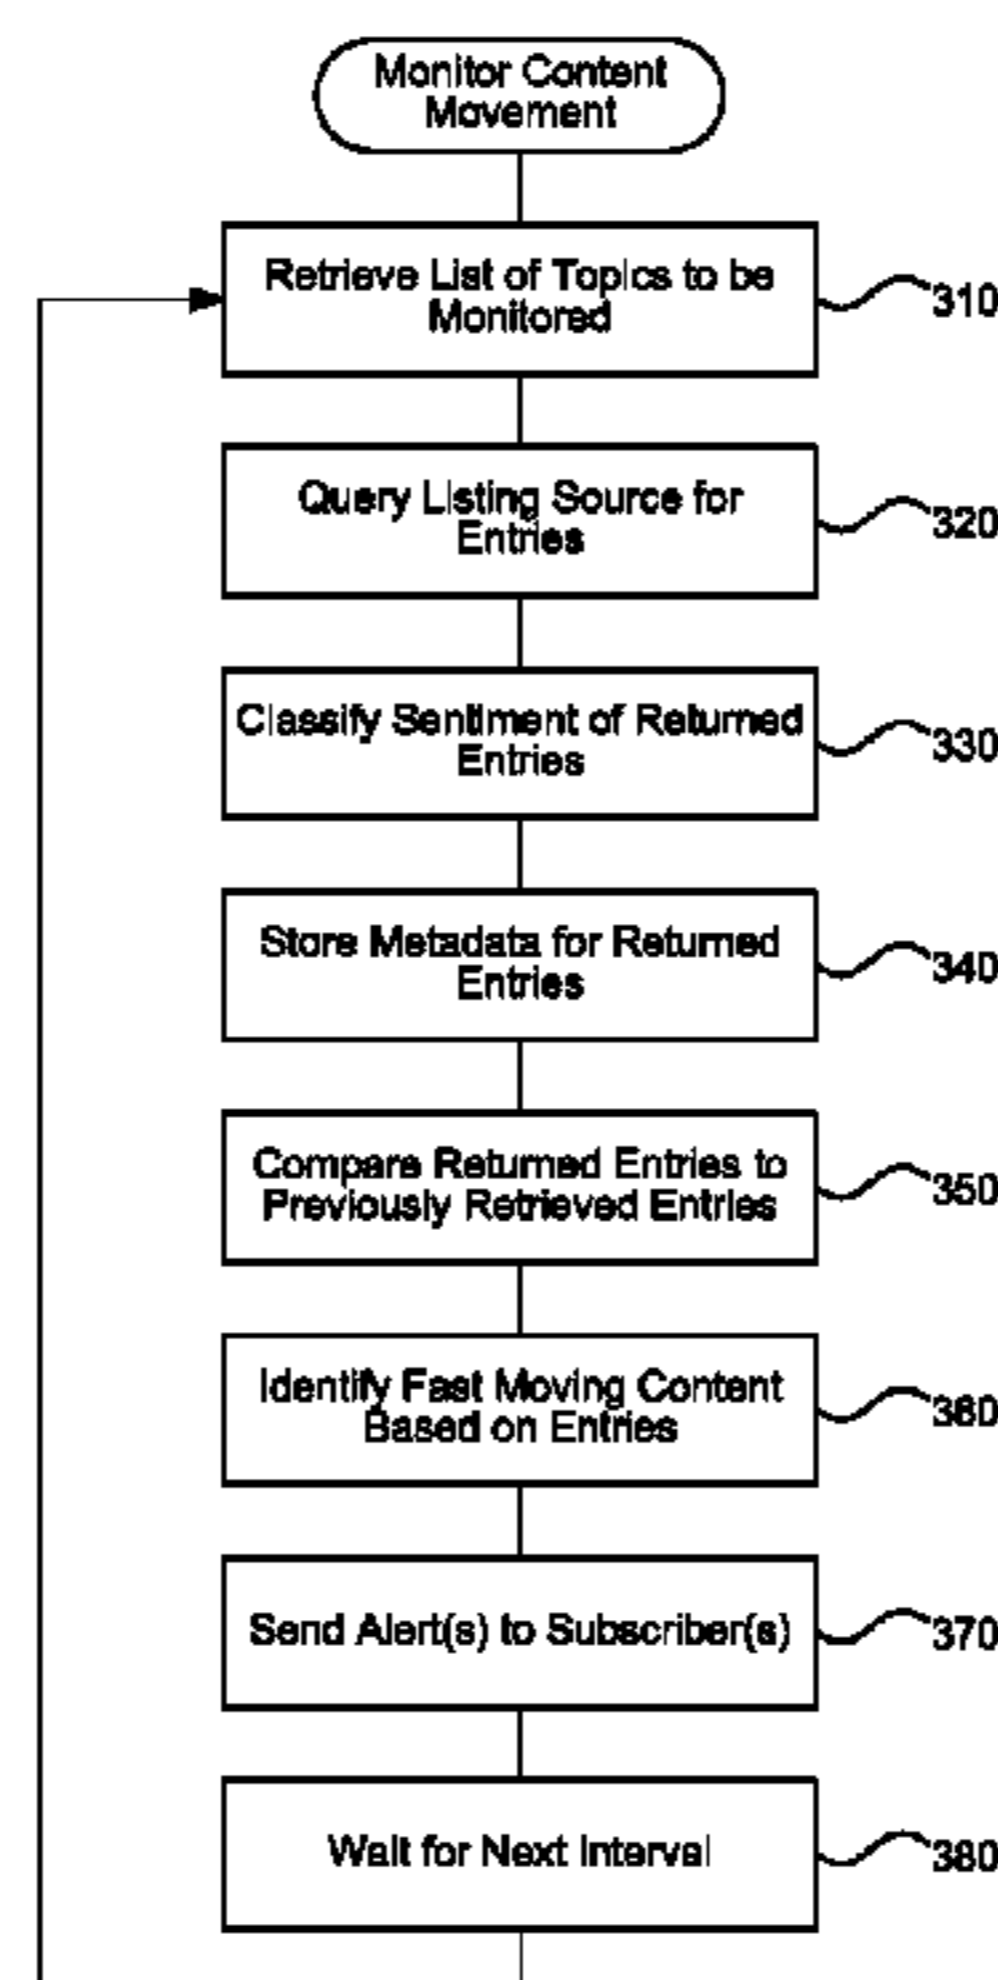 Monitor Content
Movement
Retrieve List of Topics to be
Monitored
310
Query Listing Source for
Entries
320
Classify Sentiment of Returned
Entries
330
Store Metadata for Returned
Entries
340
Compare Returned Entries to
Previously Retrieved Entries
350
Identify Fast Moving Content
Based on Entries
360
Send Alert(s) to Subscriber(s)
370
Wait for Next Interval
380